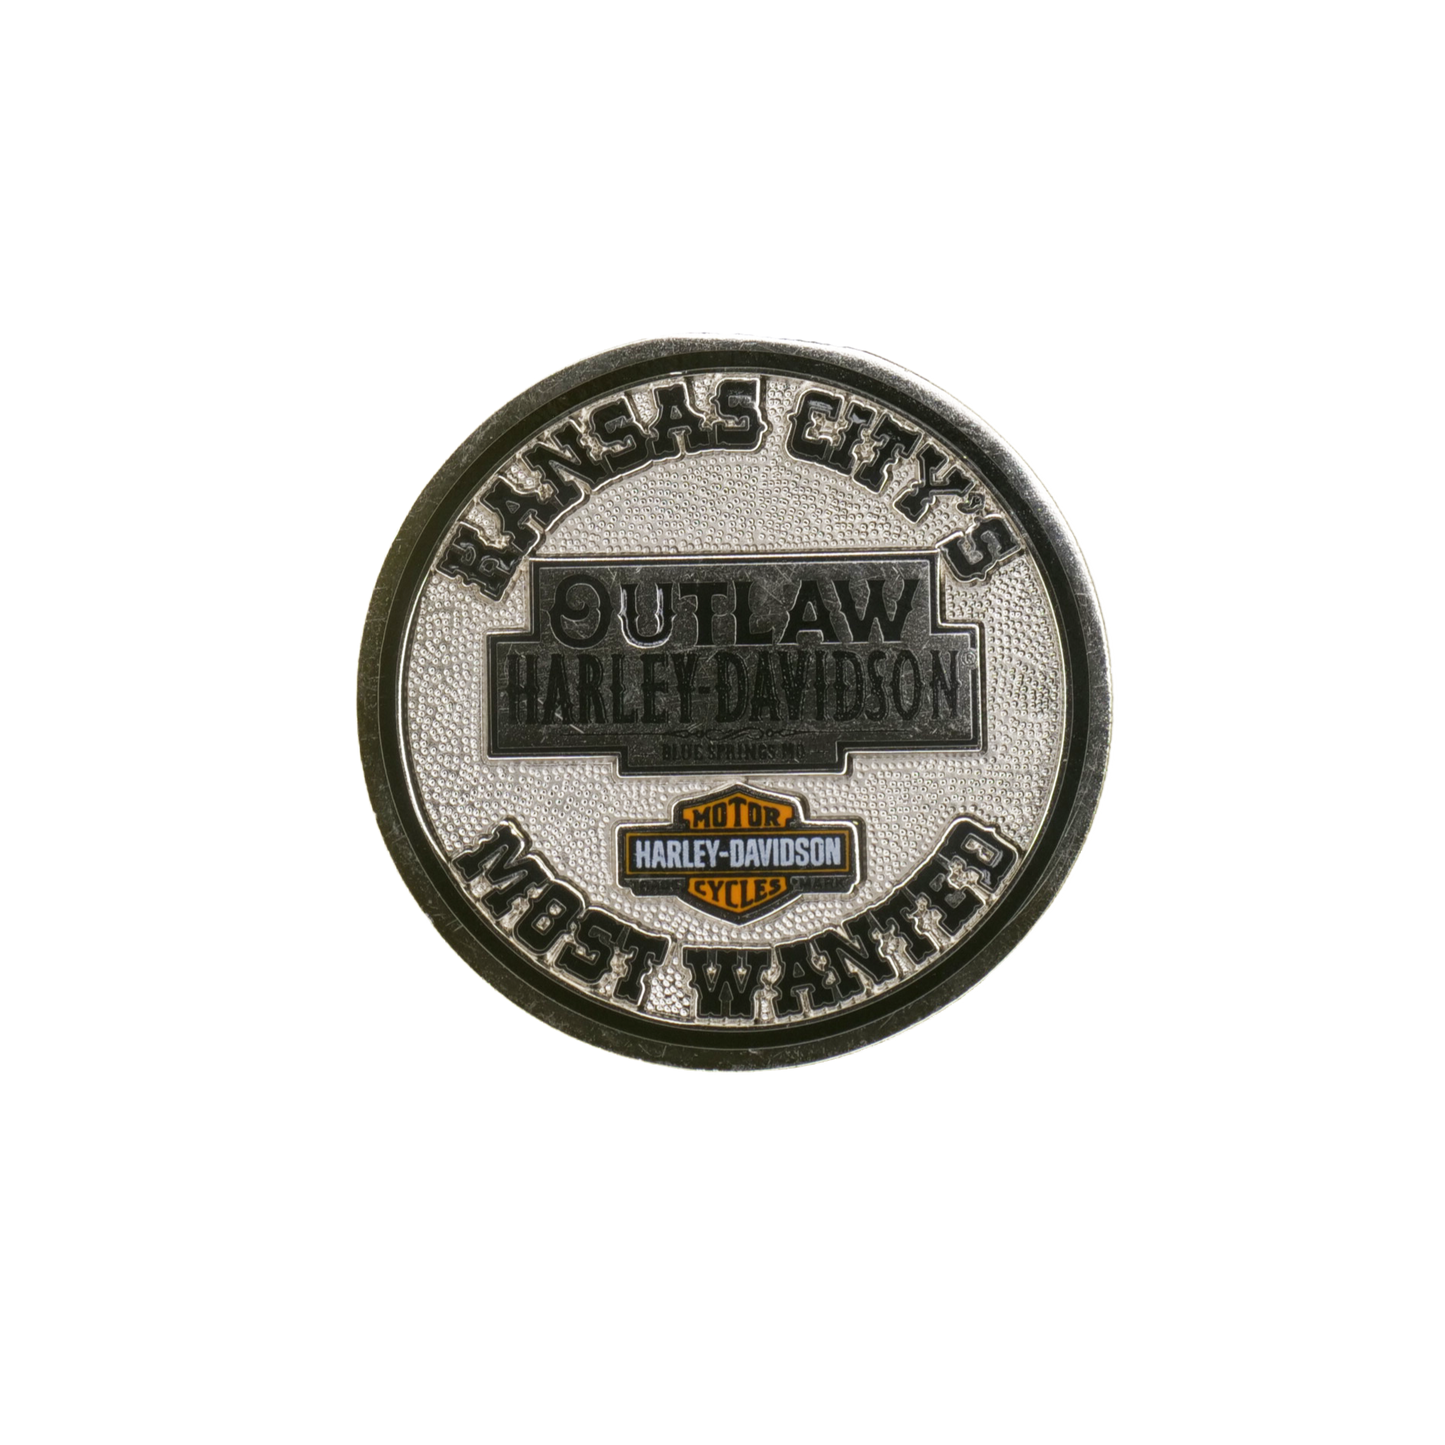 KANSAS CITY'S
OUTLAW
HARLEY-DAVIDSON®
BLUE SPRINGS MO
MOTOR
HARLEY-DAVIDSON
CYCLES
MOST WANTED